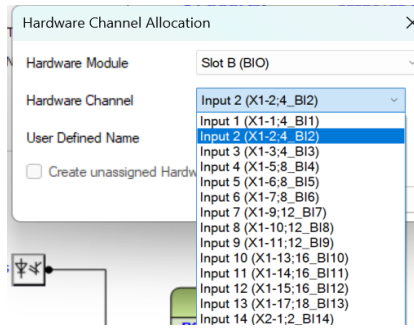 Hardware Channel Allocation
Hardware Module
Slot B (BIO)
Hardware Channel
Input 2 (X1-2;4_BI2)
User Defined Name
Input 1 (X1-1;4_BI1)
Input 2 (X1-2;4_BI2)
Input 3 (X1-3;4_BI3)
Input 4 (X1-5;8_BI4)
Input 5 (X1-6;8_BI5)
Input 6 (X1-7;8_BI6)
Input 7 (X1-9;12_BI7)
Input 8 (X1-10;12_BI8)
Input 9 (X1-11;12_BI9)
Input 10 (X1-13;16_BI10)
Input 11 (X1-14;16_BI11)
Input 12 (X1-15;16_BI12)
Input 13 (X1-17;18_BI13)
Input 14 (X2-1;2_BI14)
Create unassigned Hardw